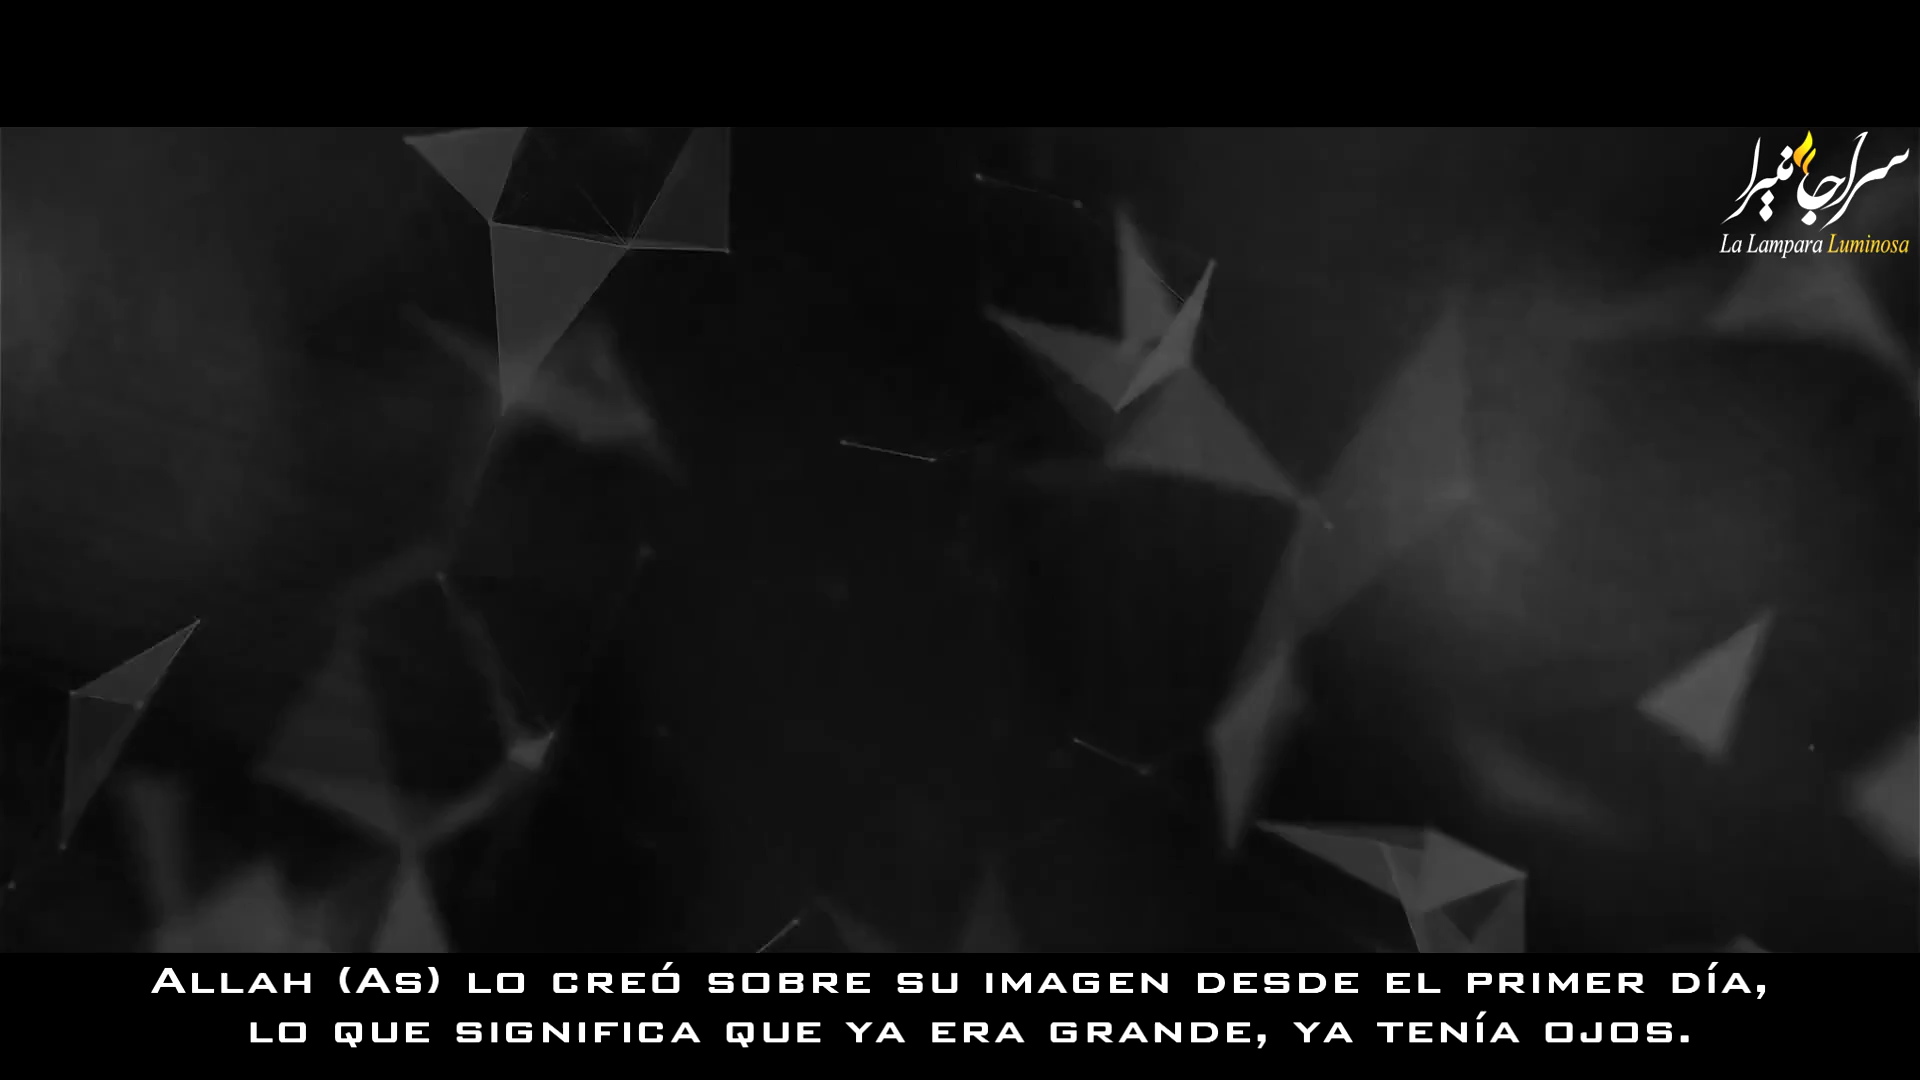 سراجا منيرا
La Lampara Luminosa
ALLAH (AS) LO CREÓ SOBRE SU IMAGEN DESDE EL PRIMER DÍA,
LO QUE SIGNIFICA QUE YA ERA GRANDE, YA TENÍA OJOS.